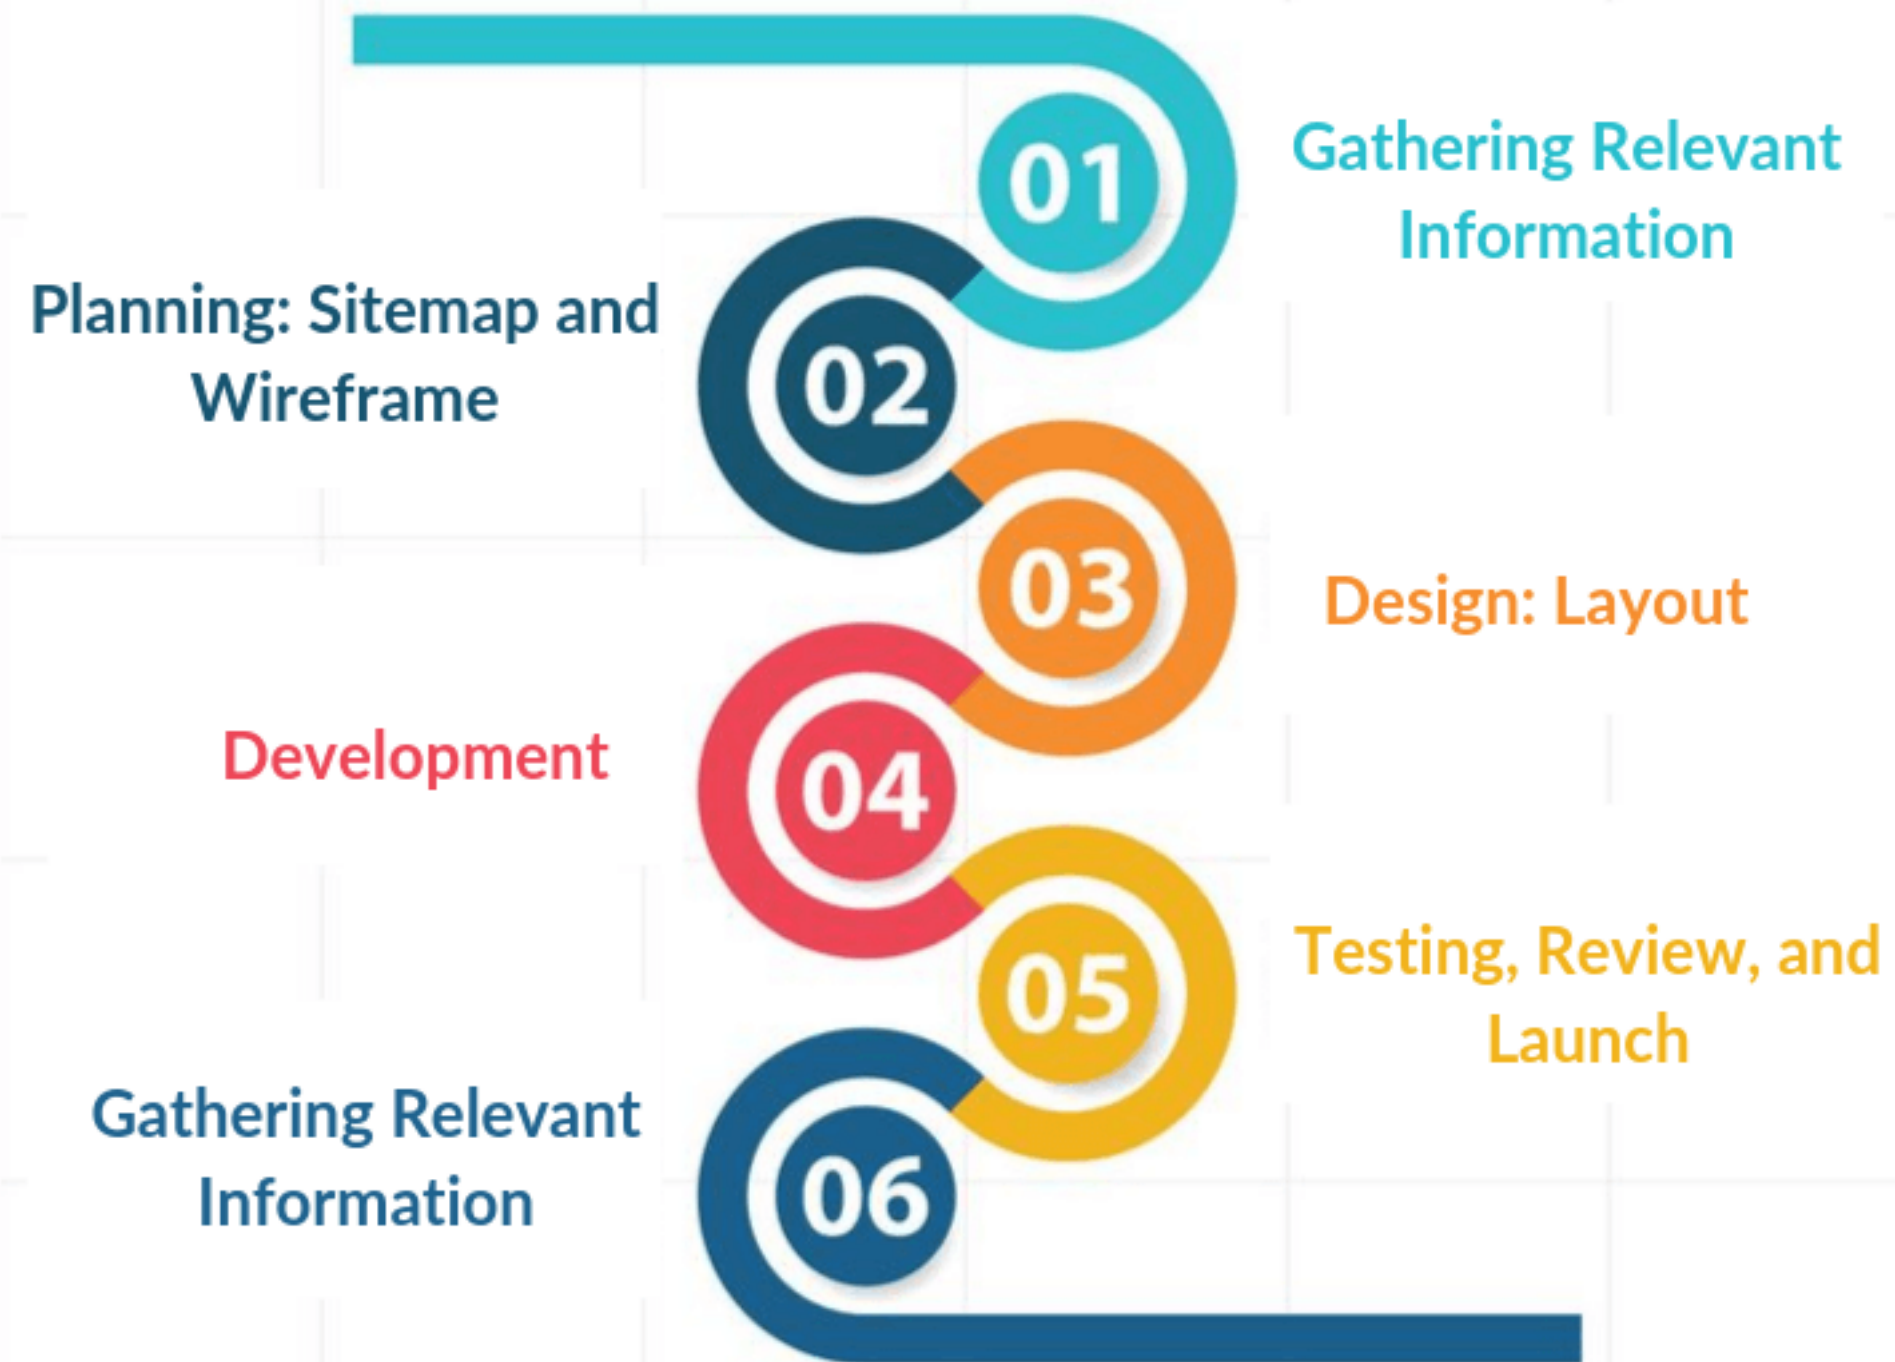 01
Gathering Relevant
Information
Planning: Sitemap and
Wireframe
02
03
Design: Layout
Development
04
05
Testing, Review, and
Launch
Gathering Relevant
Information
06